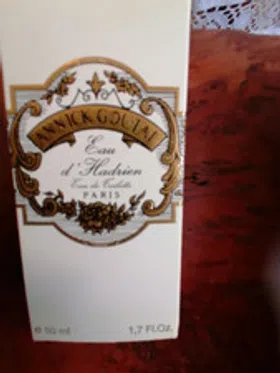 ANNICK GOUTAL
Eau
d'Hadrien
Eau de Toilette
PARIS
e 50 ml 1,7 FL.Oz.